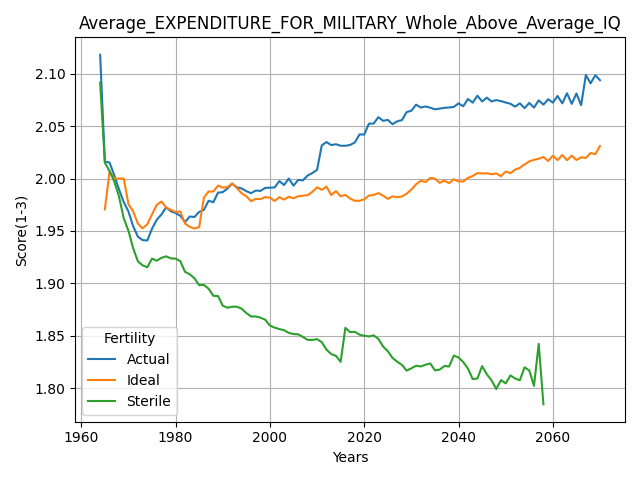 Average_EXPENDITURE_FOR_MILITARY_Whole_Above_Average_IQ
2.10
2.05
2.00
1.95
1.90
1.85
1.80
Score(1-3)
Fertility
Actual
Ideal
Sterile
1960 1980 2000 2020 2040 2060
Years